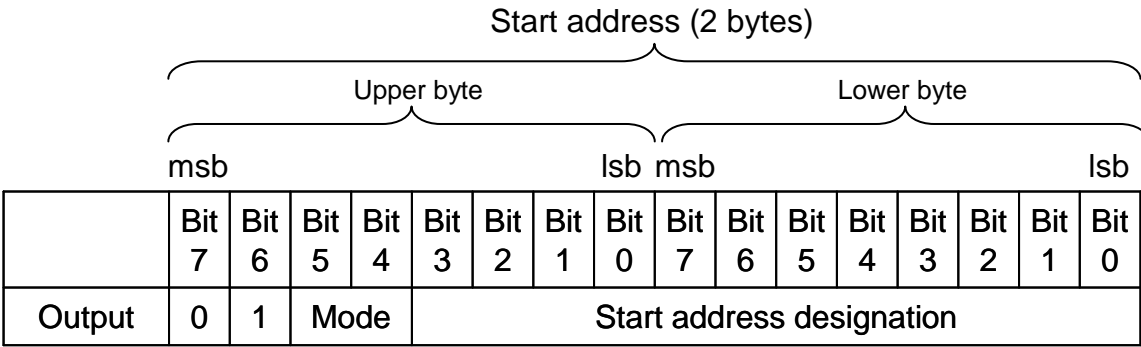 Start address (2 bytes)
Upper byte Lower byte
msb lsb msb lsb
Bit 7 Bit 6 Bit 5 Bit 4 Bit 3 Bit 2 Bit 1 Bit 0 Bit 7 Bit 6 Bit 5 Bit 4 Bit 3 Bit 2 Bit 1 Bit 0
Output 0 1 Mode Start address designation